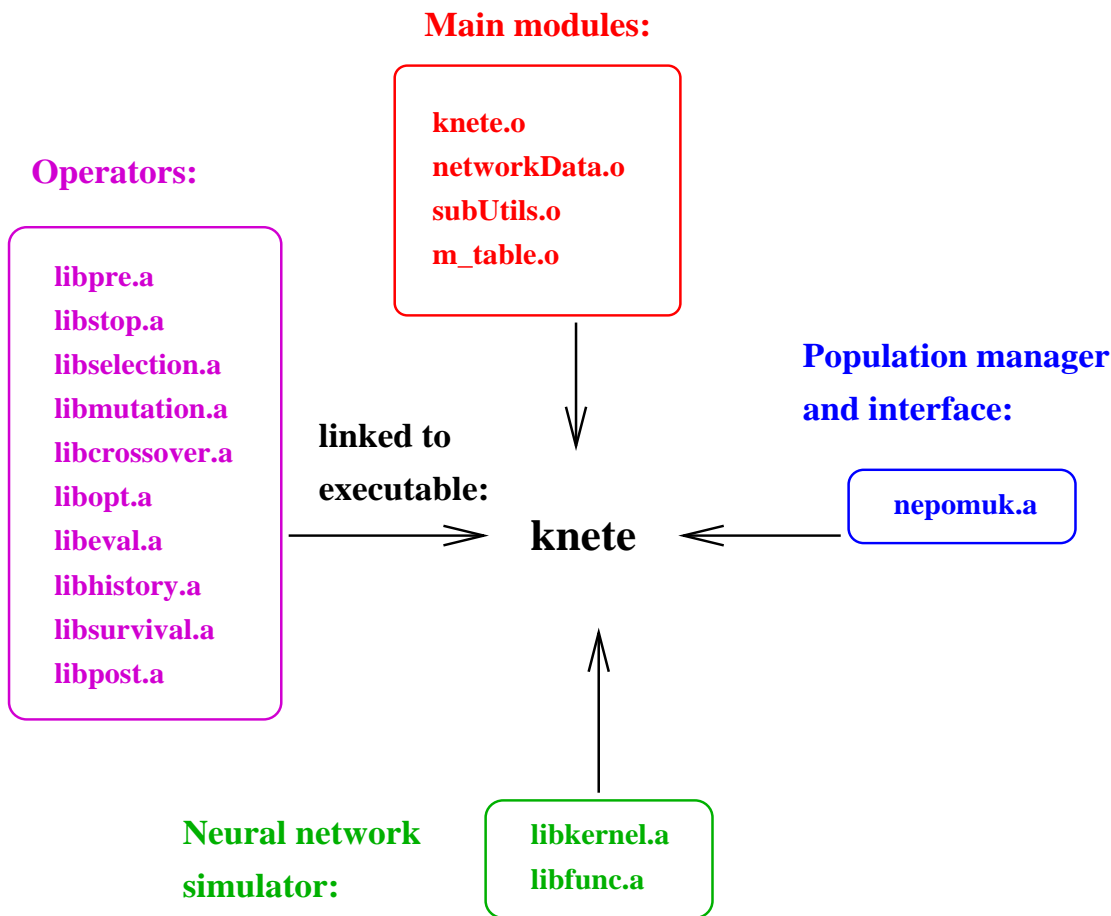 Main modules:
knete.o
networkData.o
subUtils.o
m_table.o
Operators:
libpre.a
libstop.a
libselection.a
libmutation.a
libcrossover.a
libopt.a
libeval.a
libhistory.a
libsurvival.a
libpost.a
linked to
executable:
knete
Population manager
and interface:
nepomuk.a
Neural network
simulator:
libkernel.a
libfunc.a